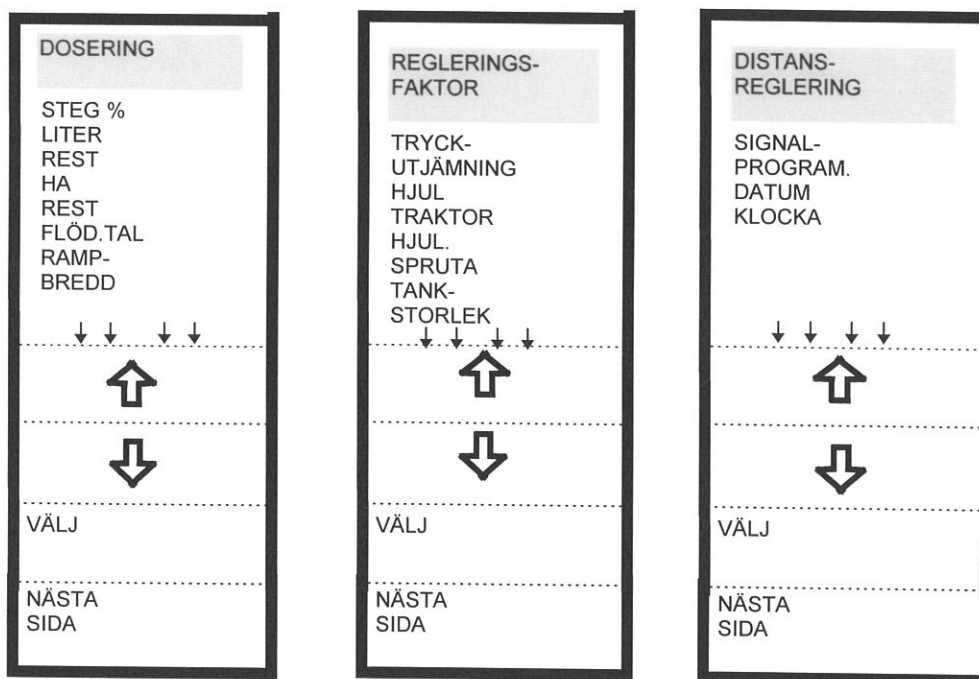 DOSERING
STEG %
LITER
REST
HA
REST
FLÖD.TAL
RAMP-
BREDD
VÄLJ
NÄSTA
SIDA
REGLERINGS-
FAKTOR
TRYCK-
UTJÄMNING
HJUL
TRAKTOR
HJUL.
SPRUTA
TANK-
STORLEK
VÄLJ
NÄSTA
SIDA
DISTANS-
REGLERING
SIGNAL-
PROGRAM.
DATUM
KLOCKA
VÄLJ
NÄSTA
SIDA